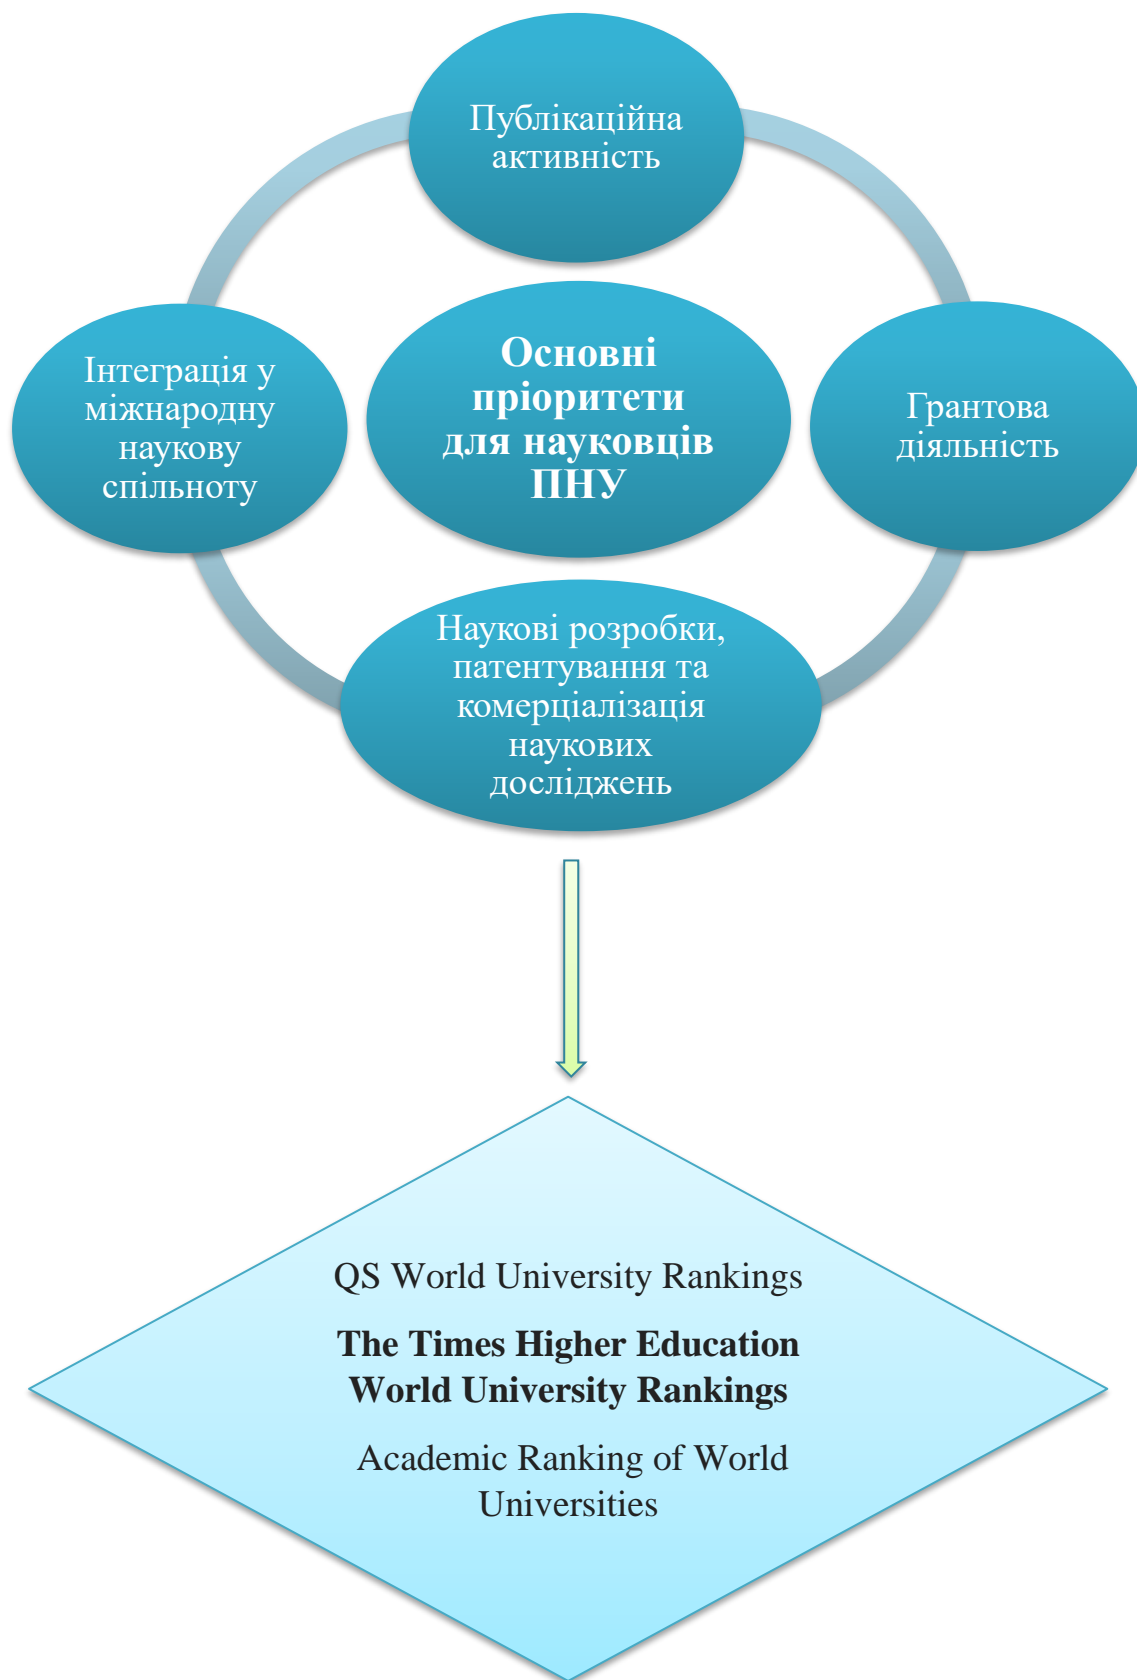 Публікаційна
активність
Інтеграція у
міжнародну
наукову
спільноту
Основні
пріоритети
для науковців
ПНУ
Грантова
діяльність
Наукові розробки,
патентування та
комерціалізація
наукових
досліджень
QS World University Rankings
The Times Higher Education
World University Rankings
Academic Ranking of World
Universities